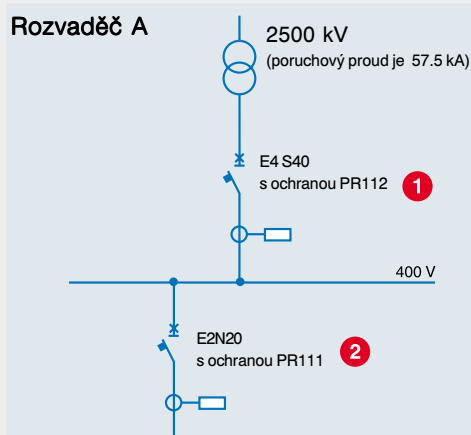 Rozvaděč A
2500 kV
(poruchový proud je 57.5 kA)
E4 S40
s ochranou PR112
1
400 V
E2N20
s ochranou PR111
2